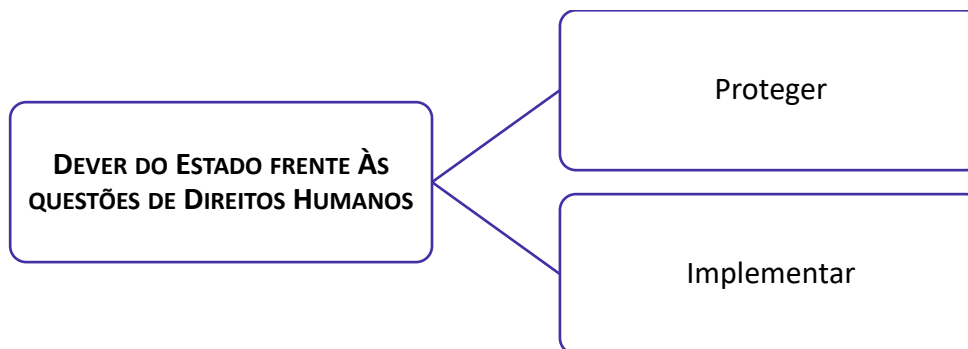 DEVER DO ESTADO FRENTE ÀS
QUESTÕES DE DIREITOS HUMANOS
Proteger
Implementar